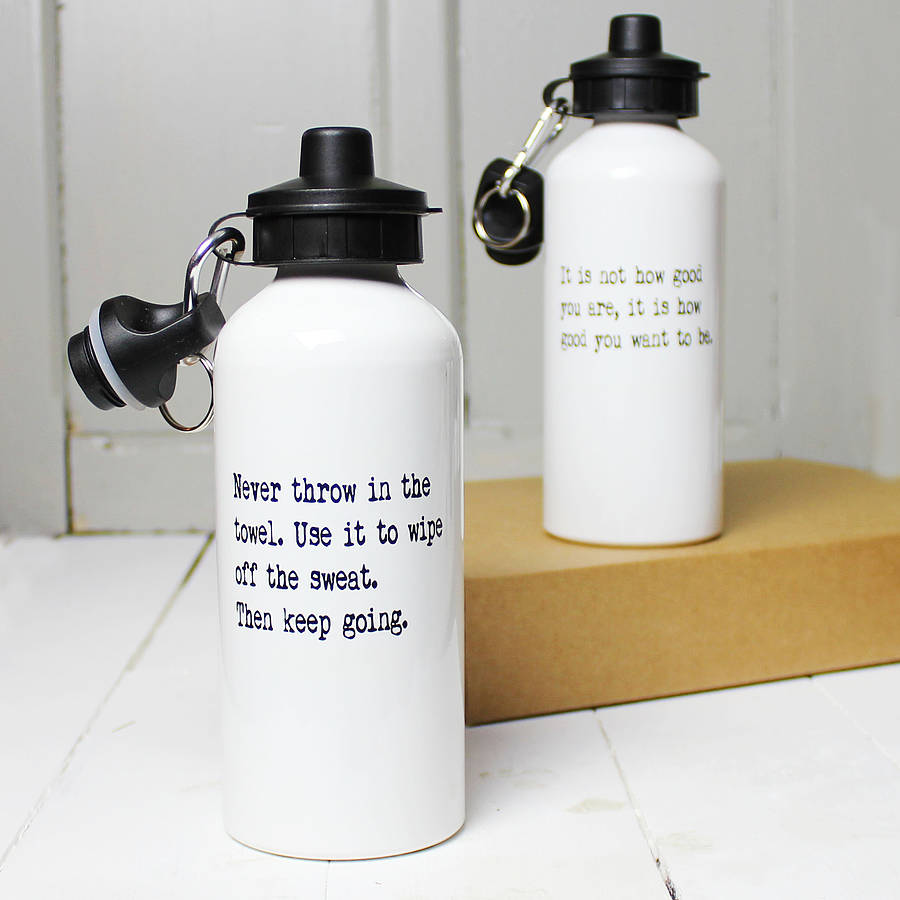 Never throw in the
towel. Use it to wipe
off the sweat.
Then keep going.
It is not how good
you are, it is how
good you want to be.